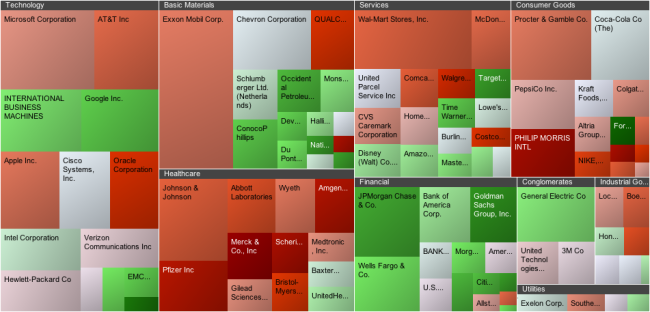 Technology
Microsoft Corporation
AT&T Inc
INTERNATIONAL
BUSINESS
MACHINES
Google Inc.
Apple Inc.
Cisco
Systems,
Inc.
Oracle
Corporation
Intel Corporation
Verizon
Communications Inc
Hewlett-Packard Co
EMC...
Basic Materials
Exxon Mobil Corp.
Chevron Corporation
QUALC...
Schlumb
erger Ltd.
(Netherla
nds)
Occident
al
Petroleu...
Mons...
ConocoP
hillips
Dev...
Halli...
Du
Pont...
Nati...
Healthcare
Johnson &
Johnson
Abbott
Laboratories
Wyeth
Amgen...
Merck &
Co., Inc
Scheri...
Medtronic
, Inc.
Pfizer Inc
Gilead
Sciences...
Bristol-
Myers...
Baxter...
UnitedHe...
Services
Wal-Mart Stores, Inc.
McDon...
United
Parcel
Service Inc
Comca...
Walgre...
Target...
CVS
Caremark
Corporation
Home...
Time
Warner...
Lowe's...
Burlin...
Costco...
Disney
(Walt) Co....
Amazo...
Maste...
Consumer Goods
Procter & Gamble Co.
Coca-Cola Co
(The)
PepsiCo, Inc.
Kraft
Foods,...
Colgat...
PHILIP MORRIS
INTL
Altria
Group...
For...
NIKE,...
Financial
JPMorgan Chase
& Co.
Bank of
America
Corp.
Goldman
Sachs
Group, Inc.
Wells Fargo &
Co.
BANK...
Morg...
Amer...
U.S....
Citi...
Allst...
Conglomerates
General Electric Co
United
Technol
ogies...
3M Co
Industrial Go...
Loc...
Boe...
Hon...
Utilities
Exelon Corp.
Southe...